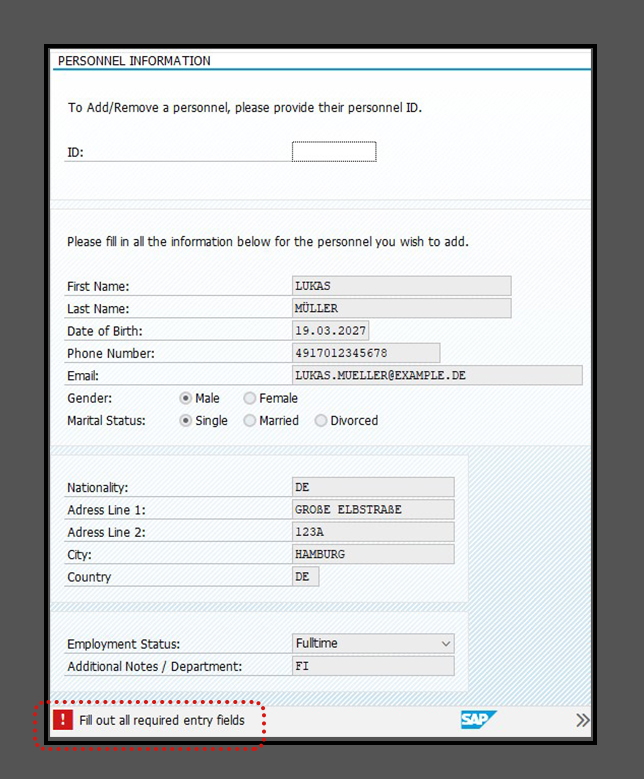 PERSONNEL INFORMATION
To Add/Remove a personnel, please provide their personnel ID.
ID:
Please fill in all the information below for the personnel you wish to add.
First Name: LUKAS
Last Name: MÜLLER
Date of Birth: 19.03.2027
Phone Number: 4917012345678
Email: LUKAS.MUELLER@EXAMPLE.DE
Gender: Male Female
Marital Status: Single Married Divorced
Nationality: DE
Adress Line 1: GROßE ELBSTRAßE
Adress Line 2: 123A
City: HAMBURG
Country DE
Employment Status: Fulltime
Additional Notes / Department: FI
! Fill out all required entry fields SAP